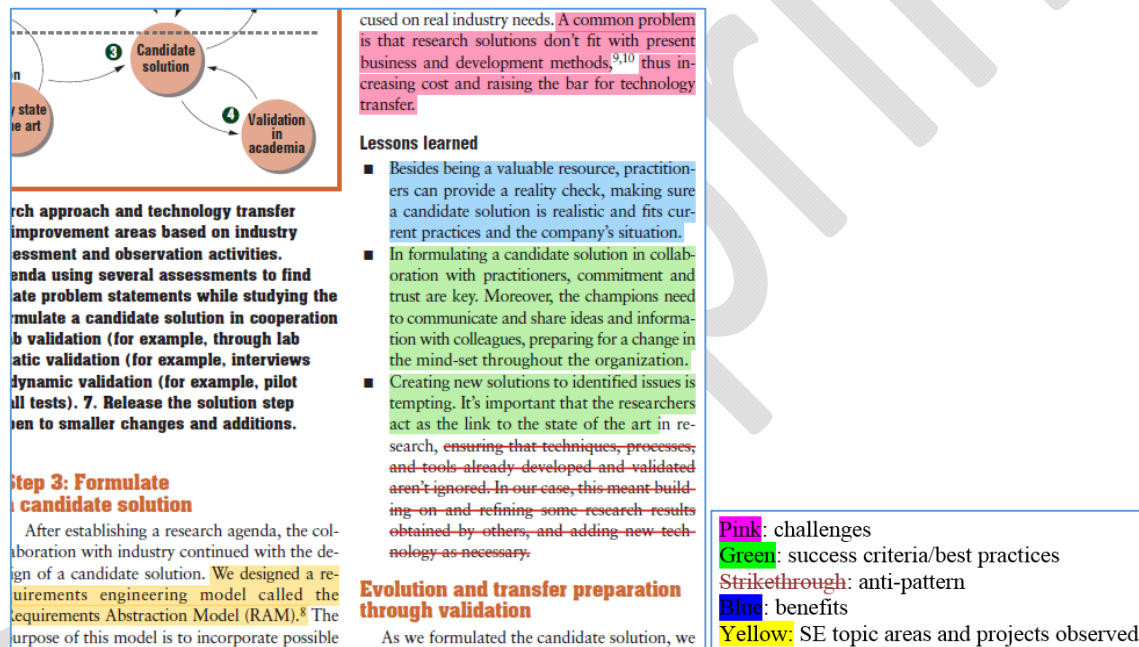 3
Candidate
solution
n
y state
e art
4
Validation
in
academia
rch approach and technology transfer
improvement areas based on industry
essment and observation activities.
enda using several assessments to find
late problem statements while studying the
rmulate a candidate solution in cooperation
b validation (for example, through lab
atic validation (for example, interviews
dynamic validation (for example, pilot
ll tests). 7. Release the solution step
en to smaller changes and additions.
Step 3: Formulate
candidate solution
After establishing a research agenda, the col-
aboration with industry continued with the de-
ign of a candidate solution. We designed a re-
uirements engineering model called the
Requirements Abstraction Model (RAM).8 The
purpose of this model is to incorporate possible
cused on real industry needs. A common problem
is that research solutions don't fit with present
business and development methods,9,10 thus in-
creasing cost and raising the bar for technology
transfer.
Lessons learned
■ Besides being a valuable resource, practition-
ers can provide a reality check, making sure
a candidate solution is realistic and fits cur-
rent practices and the company's situation.
■ In formulating a candidate solution in collab-
oration with practitioners, commitment and
trust are key. Moreover, the champions need
to communicate and share ideas and informa-
tion with colleagues, preparing for a change in
the mind-set throughout the organization.
■ Creating new solutions to identified issues is
tempting. It's important that the researchers
act as the link to the state of the art in re-
search, ensuring that techniques, processes,
and tools already developed and validated
aren't ignored. In our case, this meant build-
ing on and refining some research results
obtained by others, and adding new tech-
nology as necessary.
Evolution and transfer preparation
through validation
As we formulated the candidate solution, we
Pink: challenges
Green: success criteria/best practices
Strikethrough: anti-pattern
Blue: benefits
Yellow: SE topic areas and projects observed